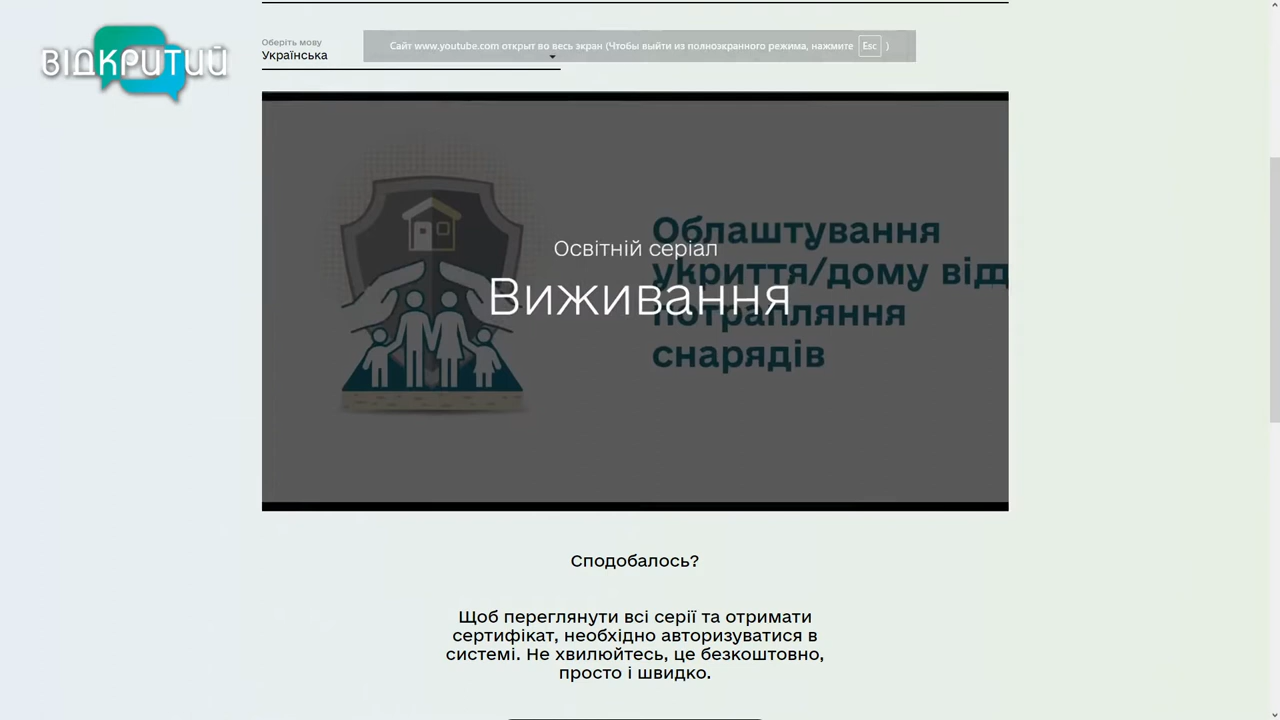 ВІДКРИТИЙ
Оберіть мову
Українська
Сайт www.youtube.com открыт во весь экран (Чтобы выйти из полноэкранного режима, нажмите Esc )
Облаштування
укриття/дому від
потрапляння
снарядів
Освітній серіал
Виживання
Сподобалось?
Щоб переглянути всі серії та отримати
сертифікат, необхідно авторизуватися в
системі. Не хвилюйтесь, це безкоштовно,
просто і швидко.